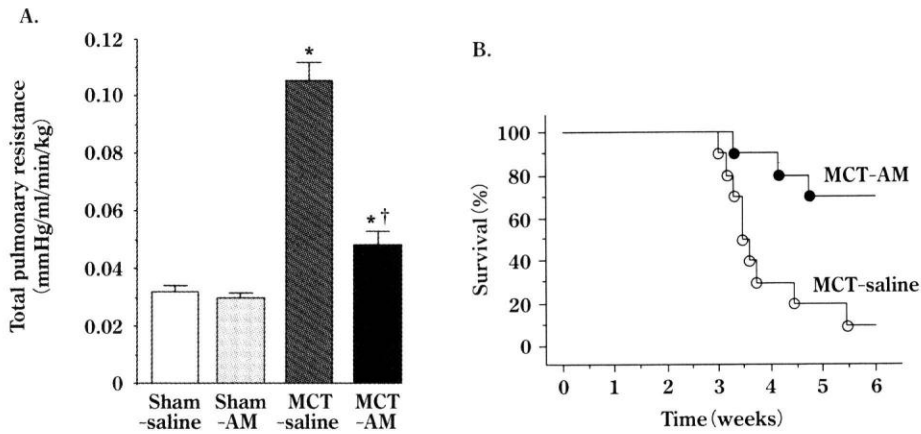 A.
Total pulmonary resistance
(mmHg/ml/min/kg)
0.12
0.10
0.08
0.06
0.04
0.02
0
*
* †
Sham
-saline
Sham
-AM
MCT
-saline
MCT
-AM
B.
Survival (%)
100
80
60
40
20
0
MCT-AM
MCT-saline
0 1 2 3 4 5 6
Time (weeks)